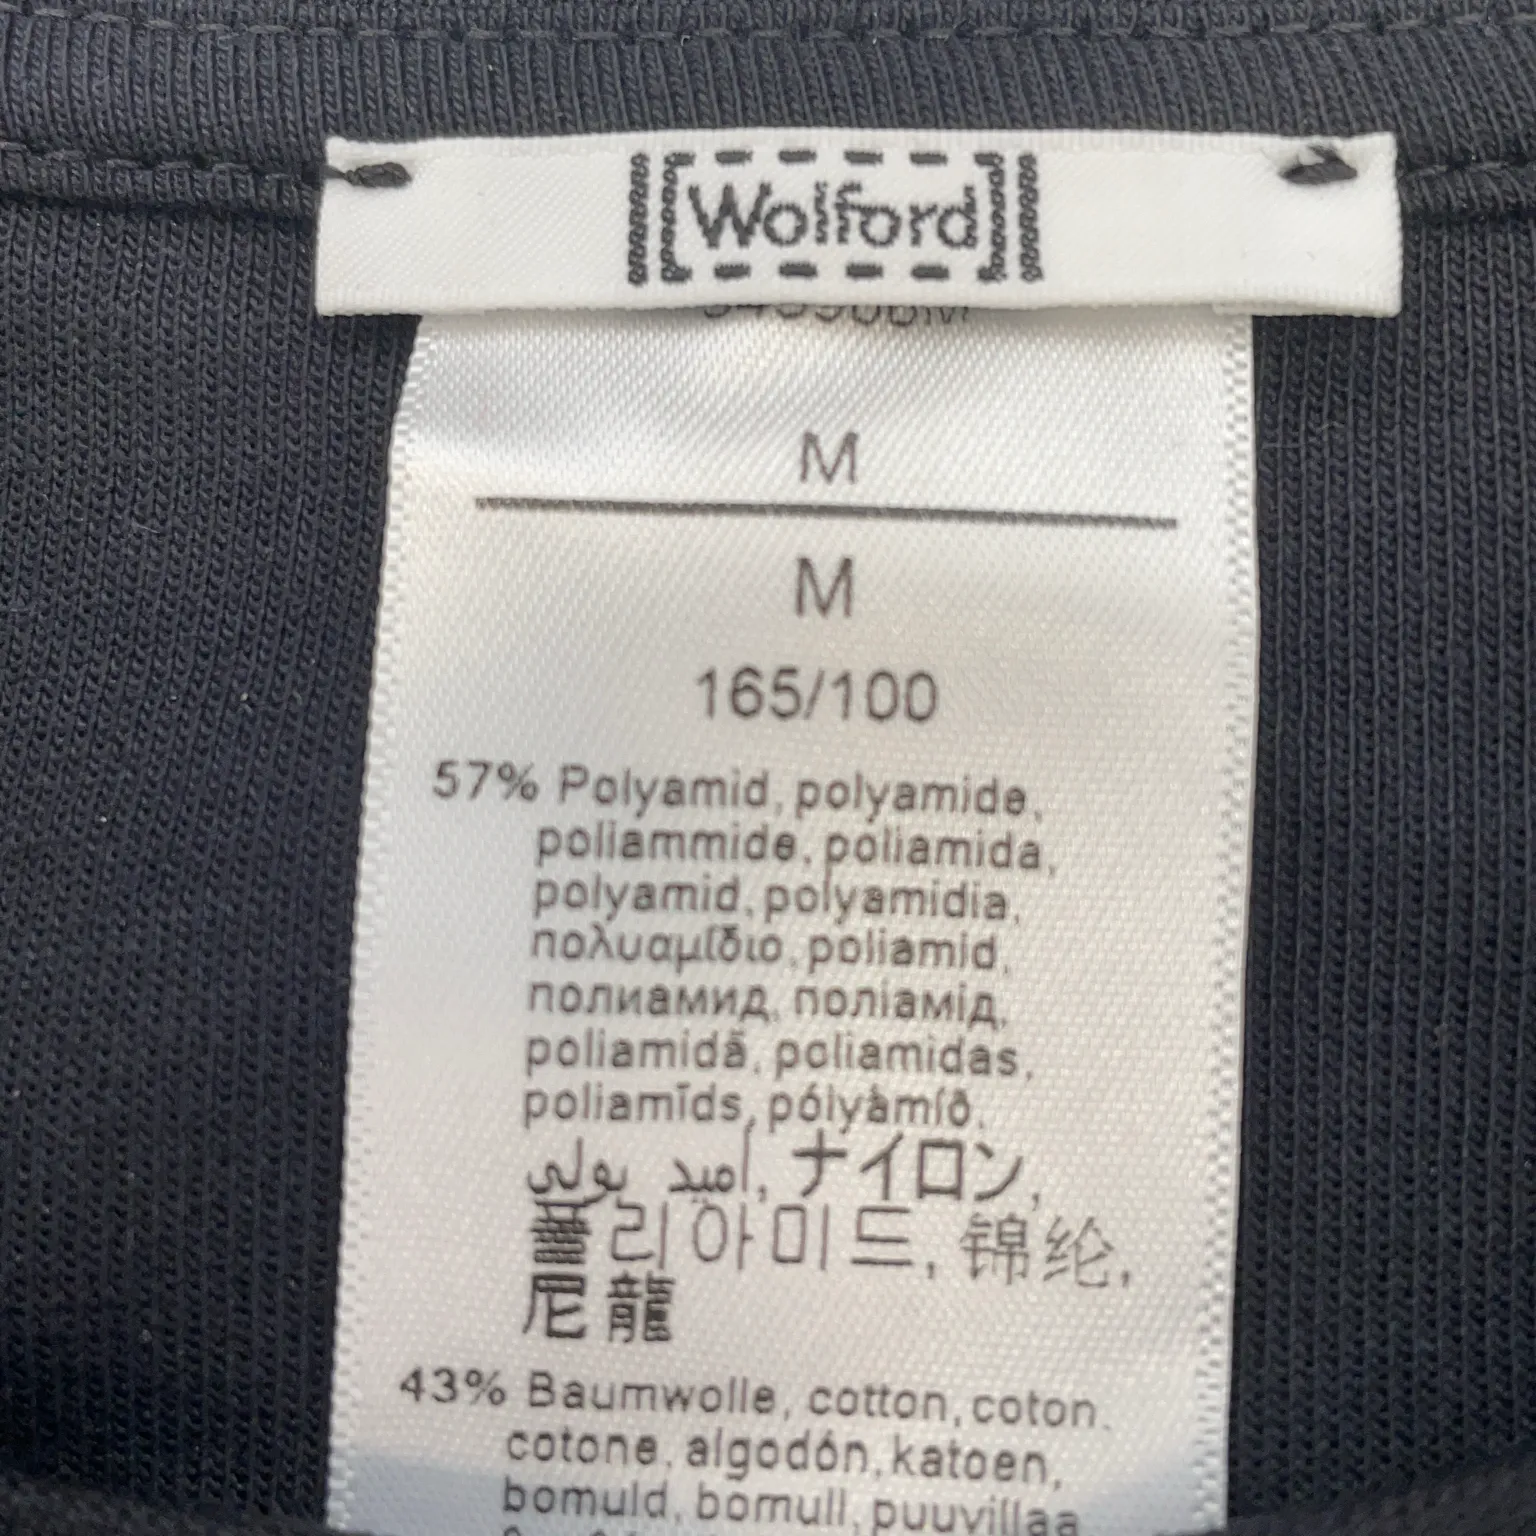 Wolford
M
M
165/100
57% Polyamid, polyamide,
poliammide, poliamida,
polyamid, polyamidia,
πολυαμίδιο, poliamid,
полиамид, поліамід,
poliamidă, poliamidas,
poliamīds, pólýamíð,
ナイロン,
폴리아미드, 锦纶,
尼龍
43% Baumwolle, cotton, coton,
cotone, algodón, katoen,
bomuld, bomull, puuvillaa